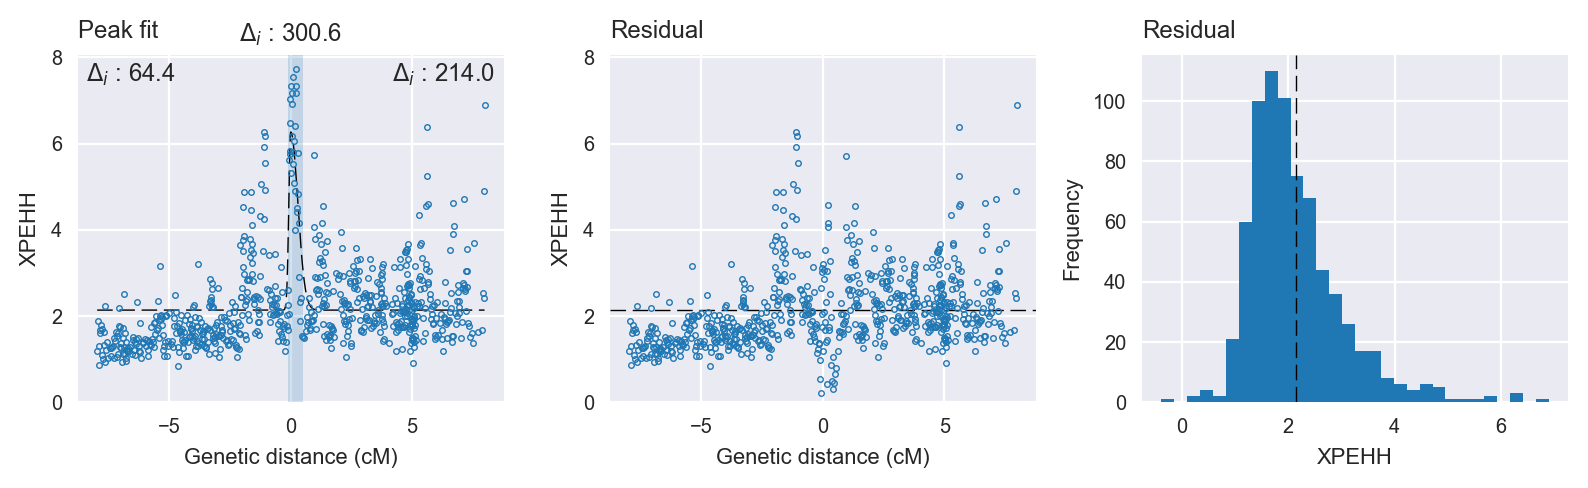 Peak fit
Δi : 300.6
Δi : 64.4
Δi : 214.0
8
6
4
2
0
XPEHH
−5
0
5
Genetic distance (cM)
Residual
8
6
4
2
0
XPEHH
−5
0
5
Genetic distance (cM)
Residual
100
80
60
40
20
0
Frequency
0
2
4
6
XPEHH